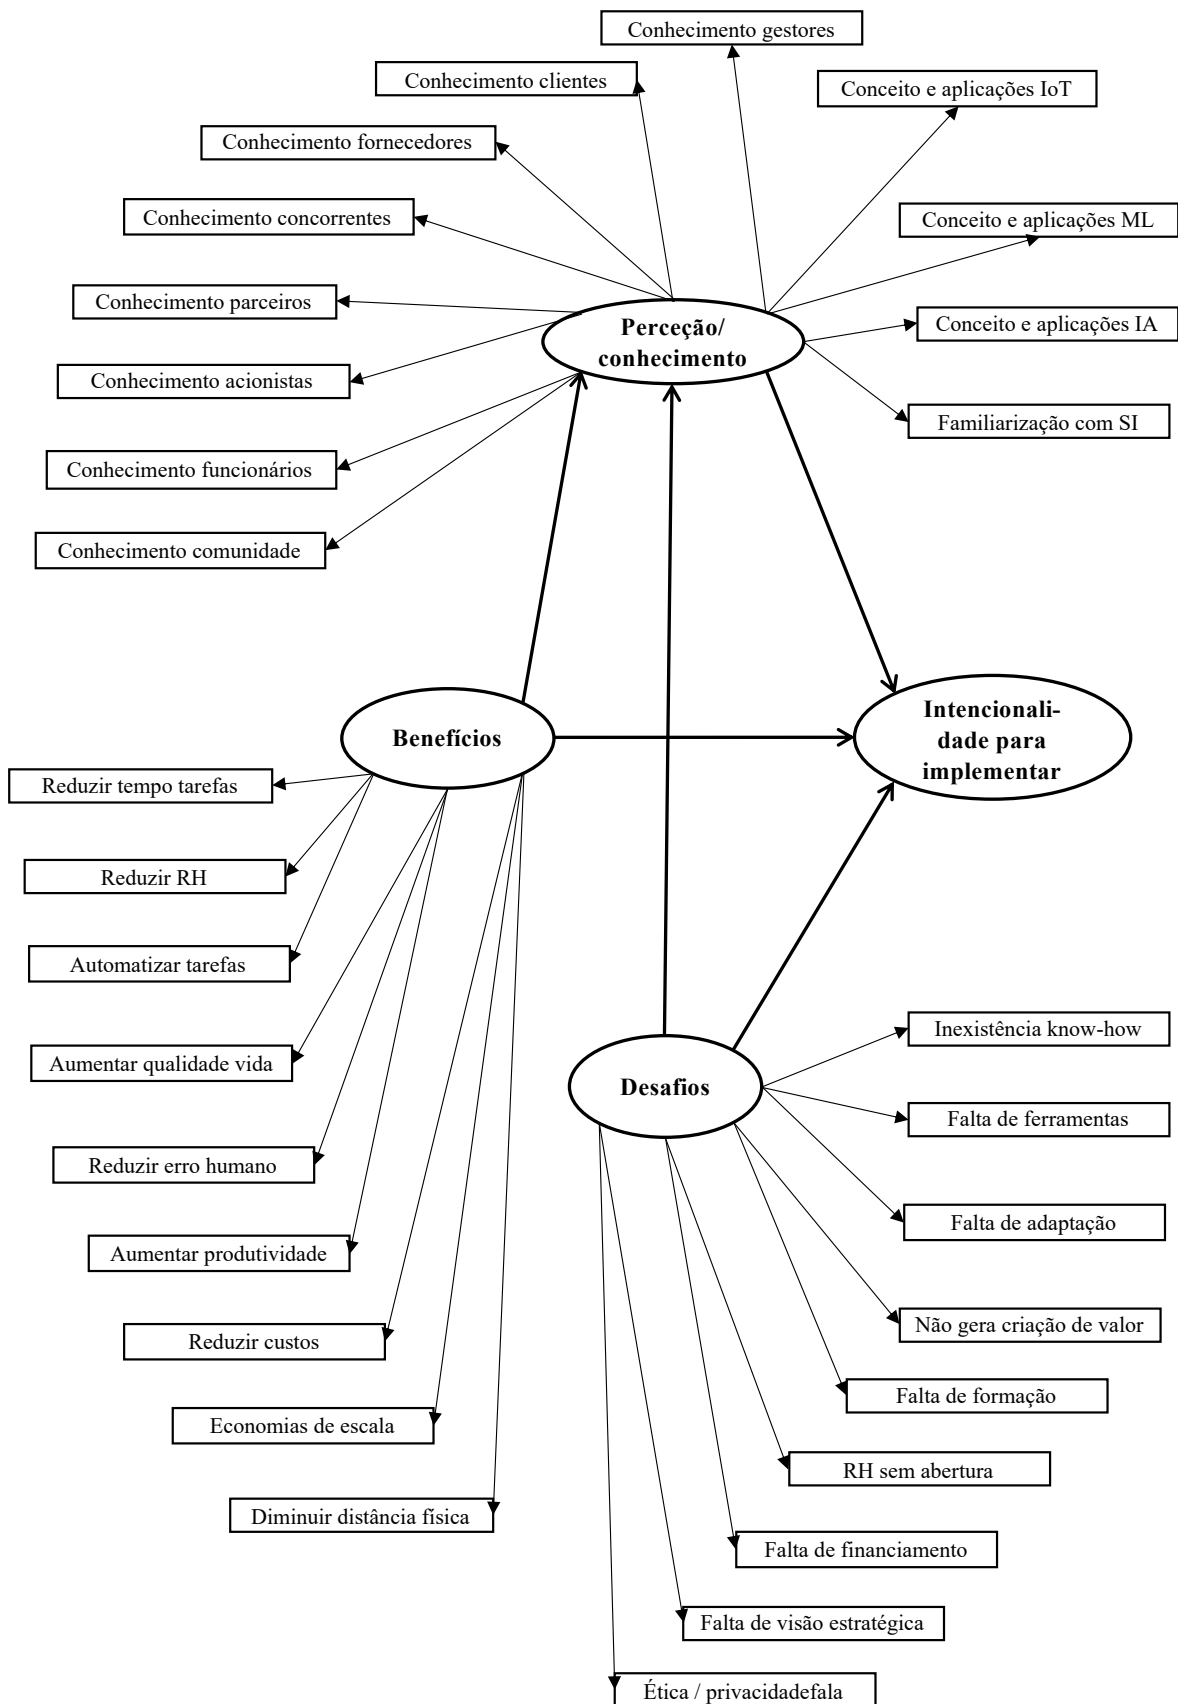 Conhecimento gestores
Conhecimento clientes
Conceito e aplicações IoT
Conhecimento fornecedores
Conhecimento concorrentes
Conceito e aplicações ML
Conhecimento parceiros
Perceção/
conhecimento
Conceito e aplicações IA
Conhecimento acionistas
Familiarização com SI
Conhecimento funcionários
Conhecimento comunidade
Benefícios
Intencionali-
dade para
implementar
Reduzir tempo tarefas
Reduzir RH
Automatizar tarefas
Aumentar qualidade vida
Reduzir erro humano
Aumentar produtividade
Reduzir custos
Economias de escala
Diminuir distância física
Desafios
Inexistência know-how
Falta de ferramentas
Falta de adaptação
Não gera criação de valor
Falta de formação
RH sem abertura
Falta de financiamento
Falta de visão estratégica
Ética / privacidadefala